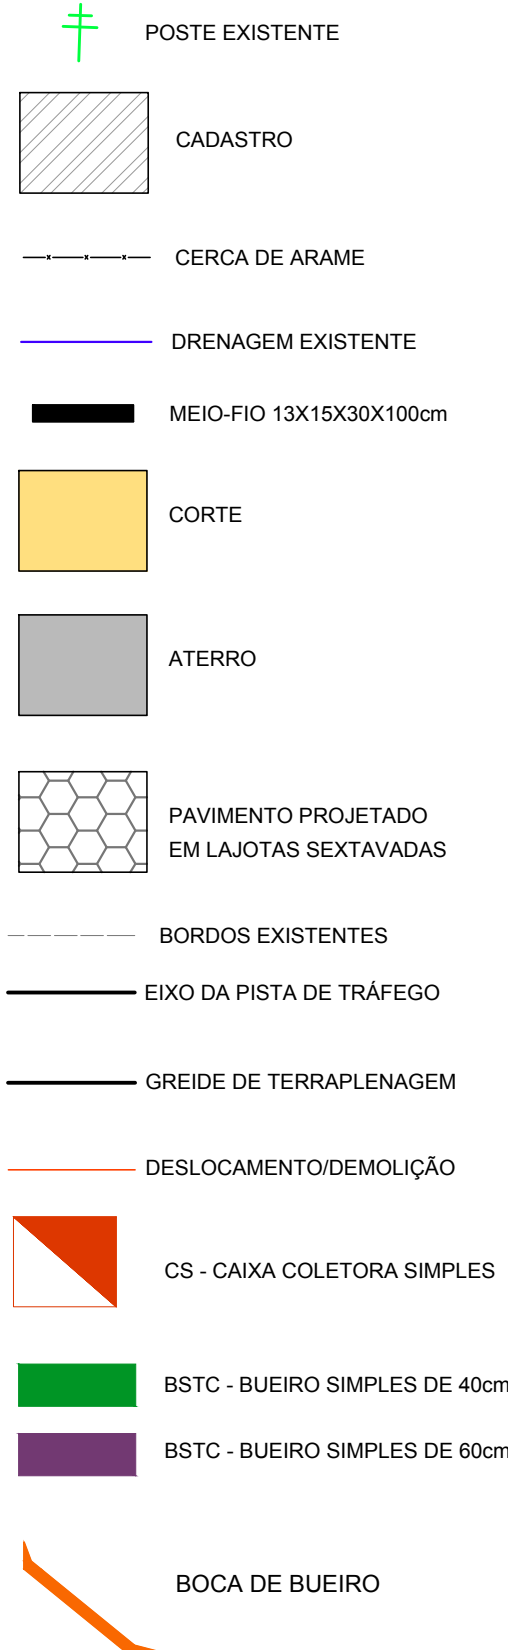 POSTE EXISTENTE
CADASTRO
CERCA DE ARAME
DRENAGEM EXISTENTE
MEIO-FIO 13X15X30X100cm
CORTE
ATERRO
PAVIMENTO PROJETADO
EM LAJOTAS SEXTAVADAS
BORDOS EXISTENTES
EIXO DA PISTA DE TRÁFEGO
GREIDE DE TERRAPLENAGEM
DESLOCAMENTO/DEMOLIÇÃO
CS - CAIXA COLETORA SIMPLES
BSTC - BUEIRO SIMPLES DE 40cm
BSTC - BUEIRO SIMPLES DE 60cm
BOCA DE BUEIRO